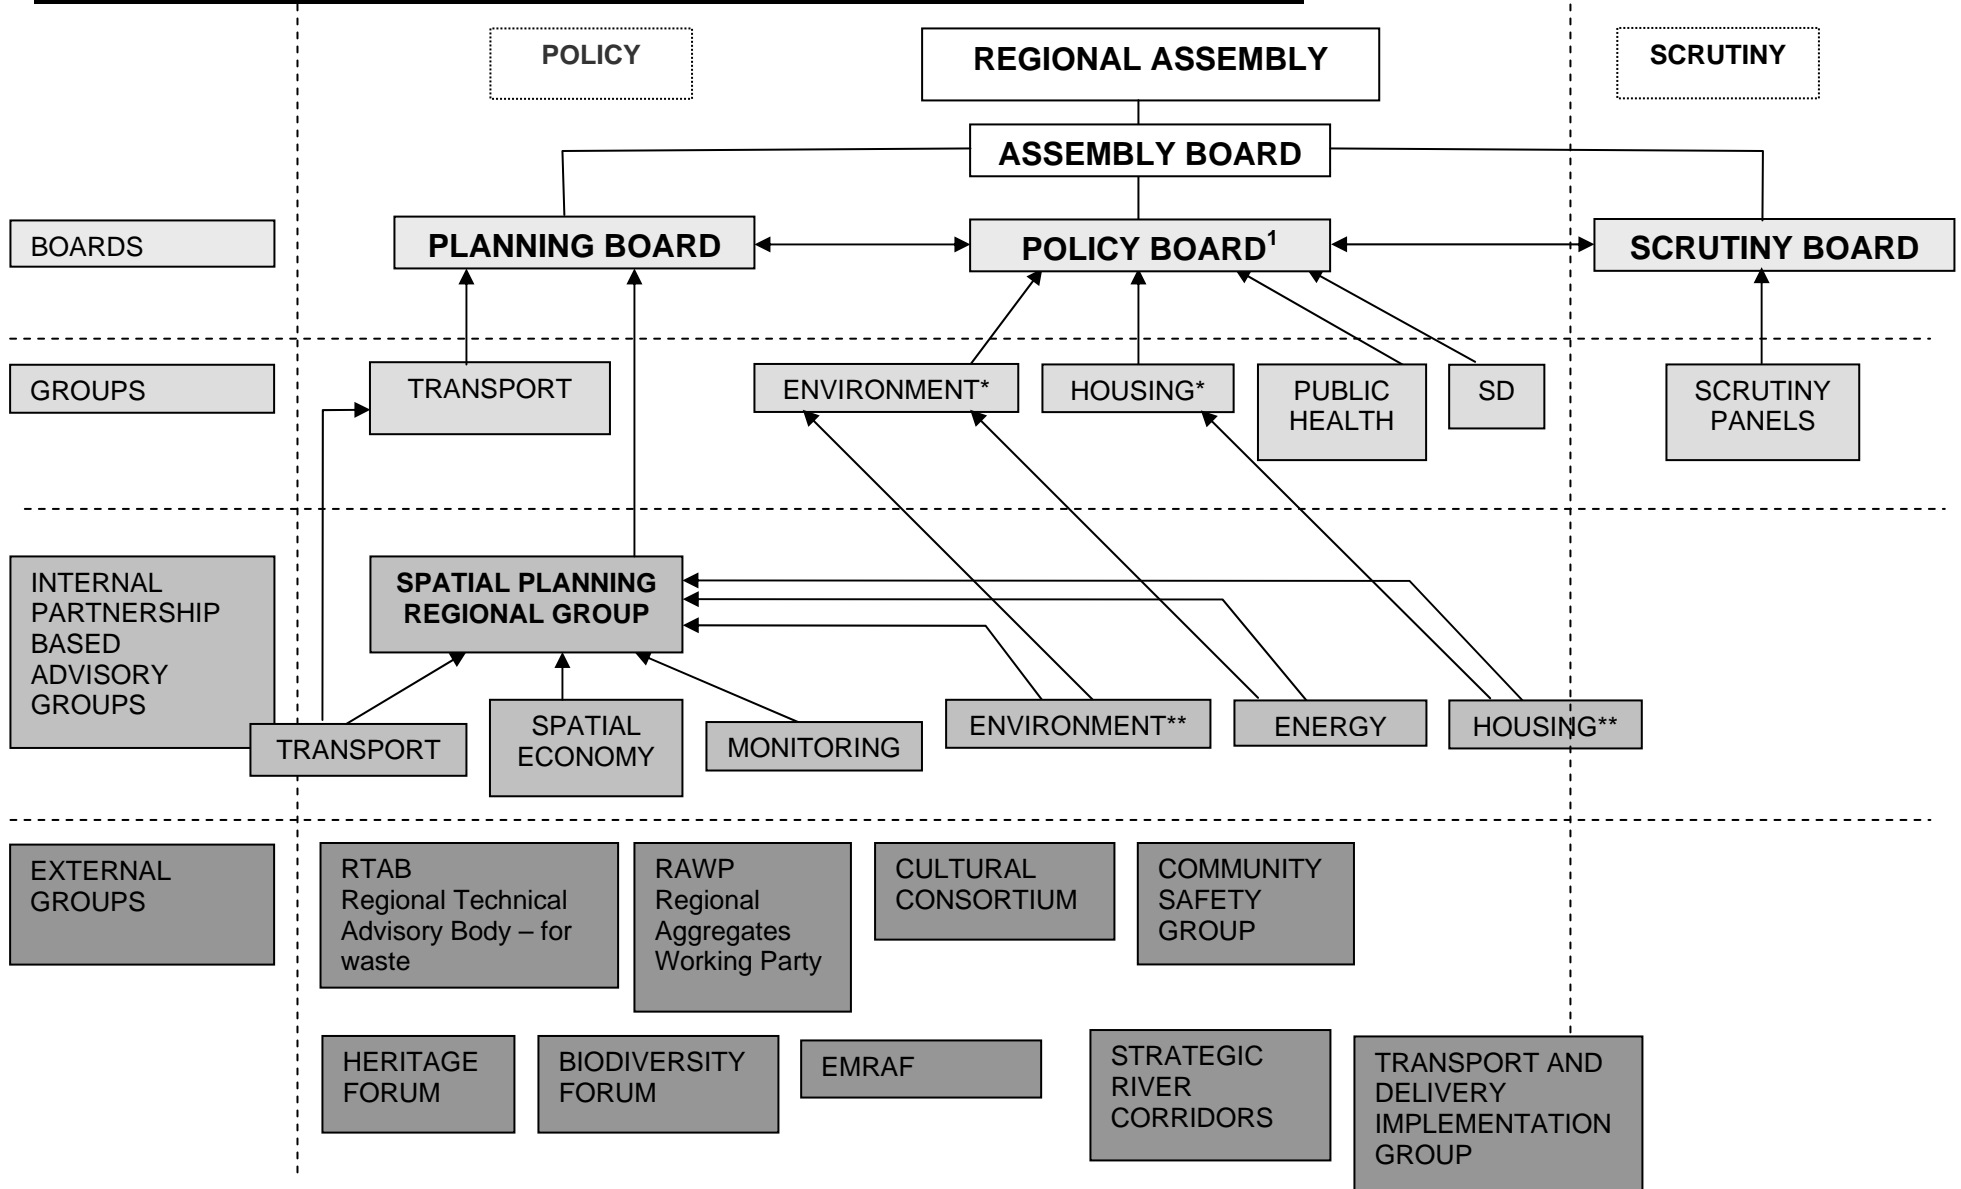 POLICY
REGIONAL ASSEMBLY
SCRUTINY
ASSEMBLY BOARD
BOARDS
PLANNING BOARD
POLICY BOARD¹
SCRUTINY BOARD
GROUPS
TRANSPORT
ENVIRONMENT*
HOUSING*
PUBLIC
HEALTH
SD
SCRUTINY
PANELS
INTERNAL
PARTNERSHIP
BASED
ADVISORY
GROUPS
SPATIAL PLANNING
REGIONAL GROUP
TRANSPORT
SPATIAL
ECONOMY
MONITORING
ENVIRONMENT**
ENERGY
HOUSING**
EXTERNAL
GROUPS
RTAB
Regional Technical
Advisory Body – for
waste
RAWP
Regional
Aggregates
Working Party
CULTURAL
CONSORTIUM
COMMUNITY
SAFETY
GROUP
HERITAGE
FORUM
BIODIVERSITY
FORUM
EMRAF
STRATEGIC
RIVER
CORRIDORS
TRANSPORT AND
DELIVERY
IMPLEMENTATION
GROUP